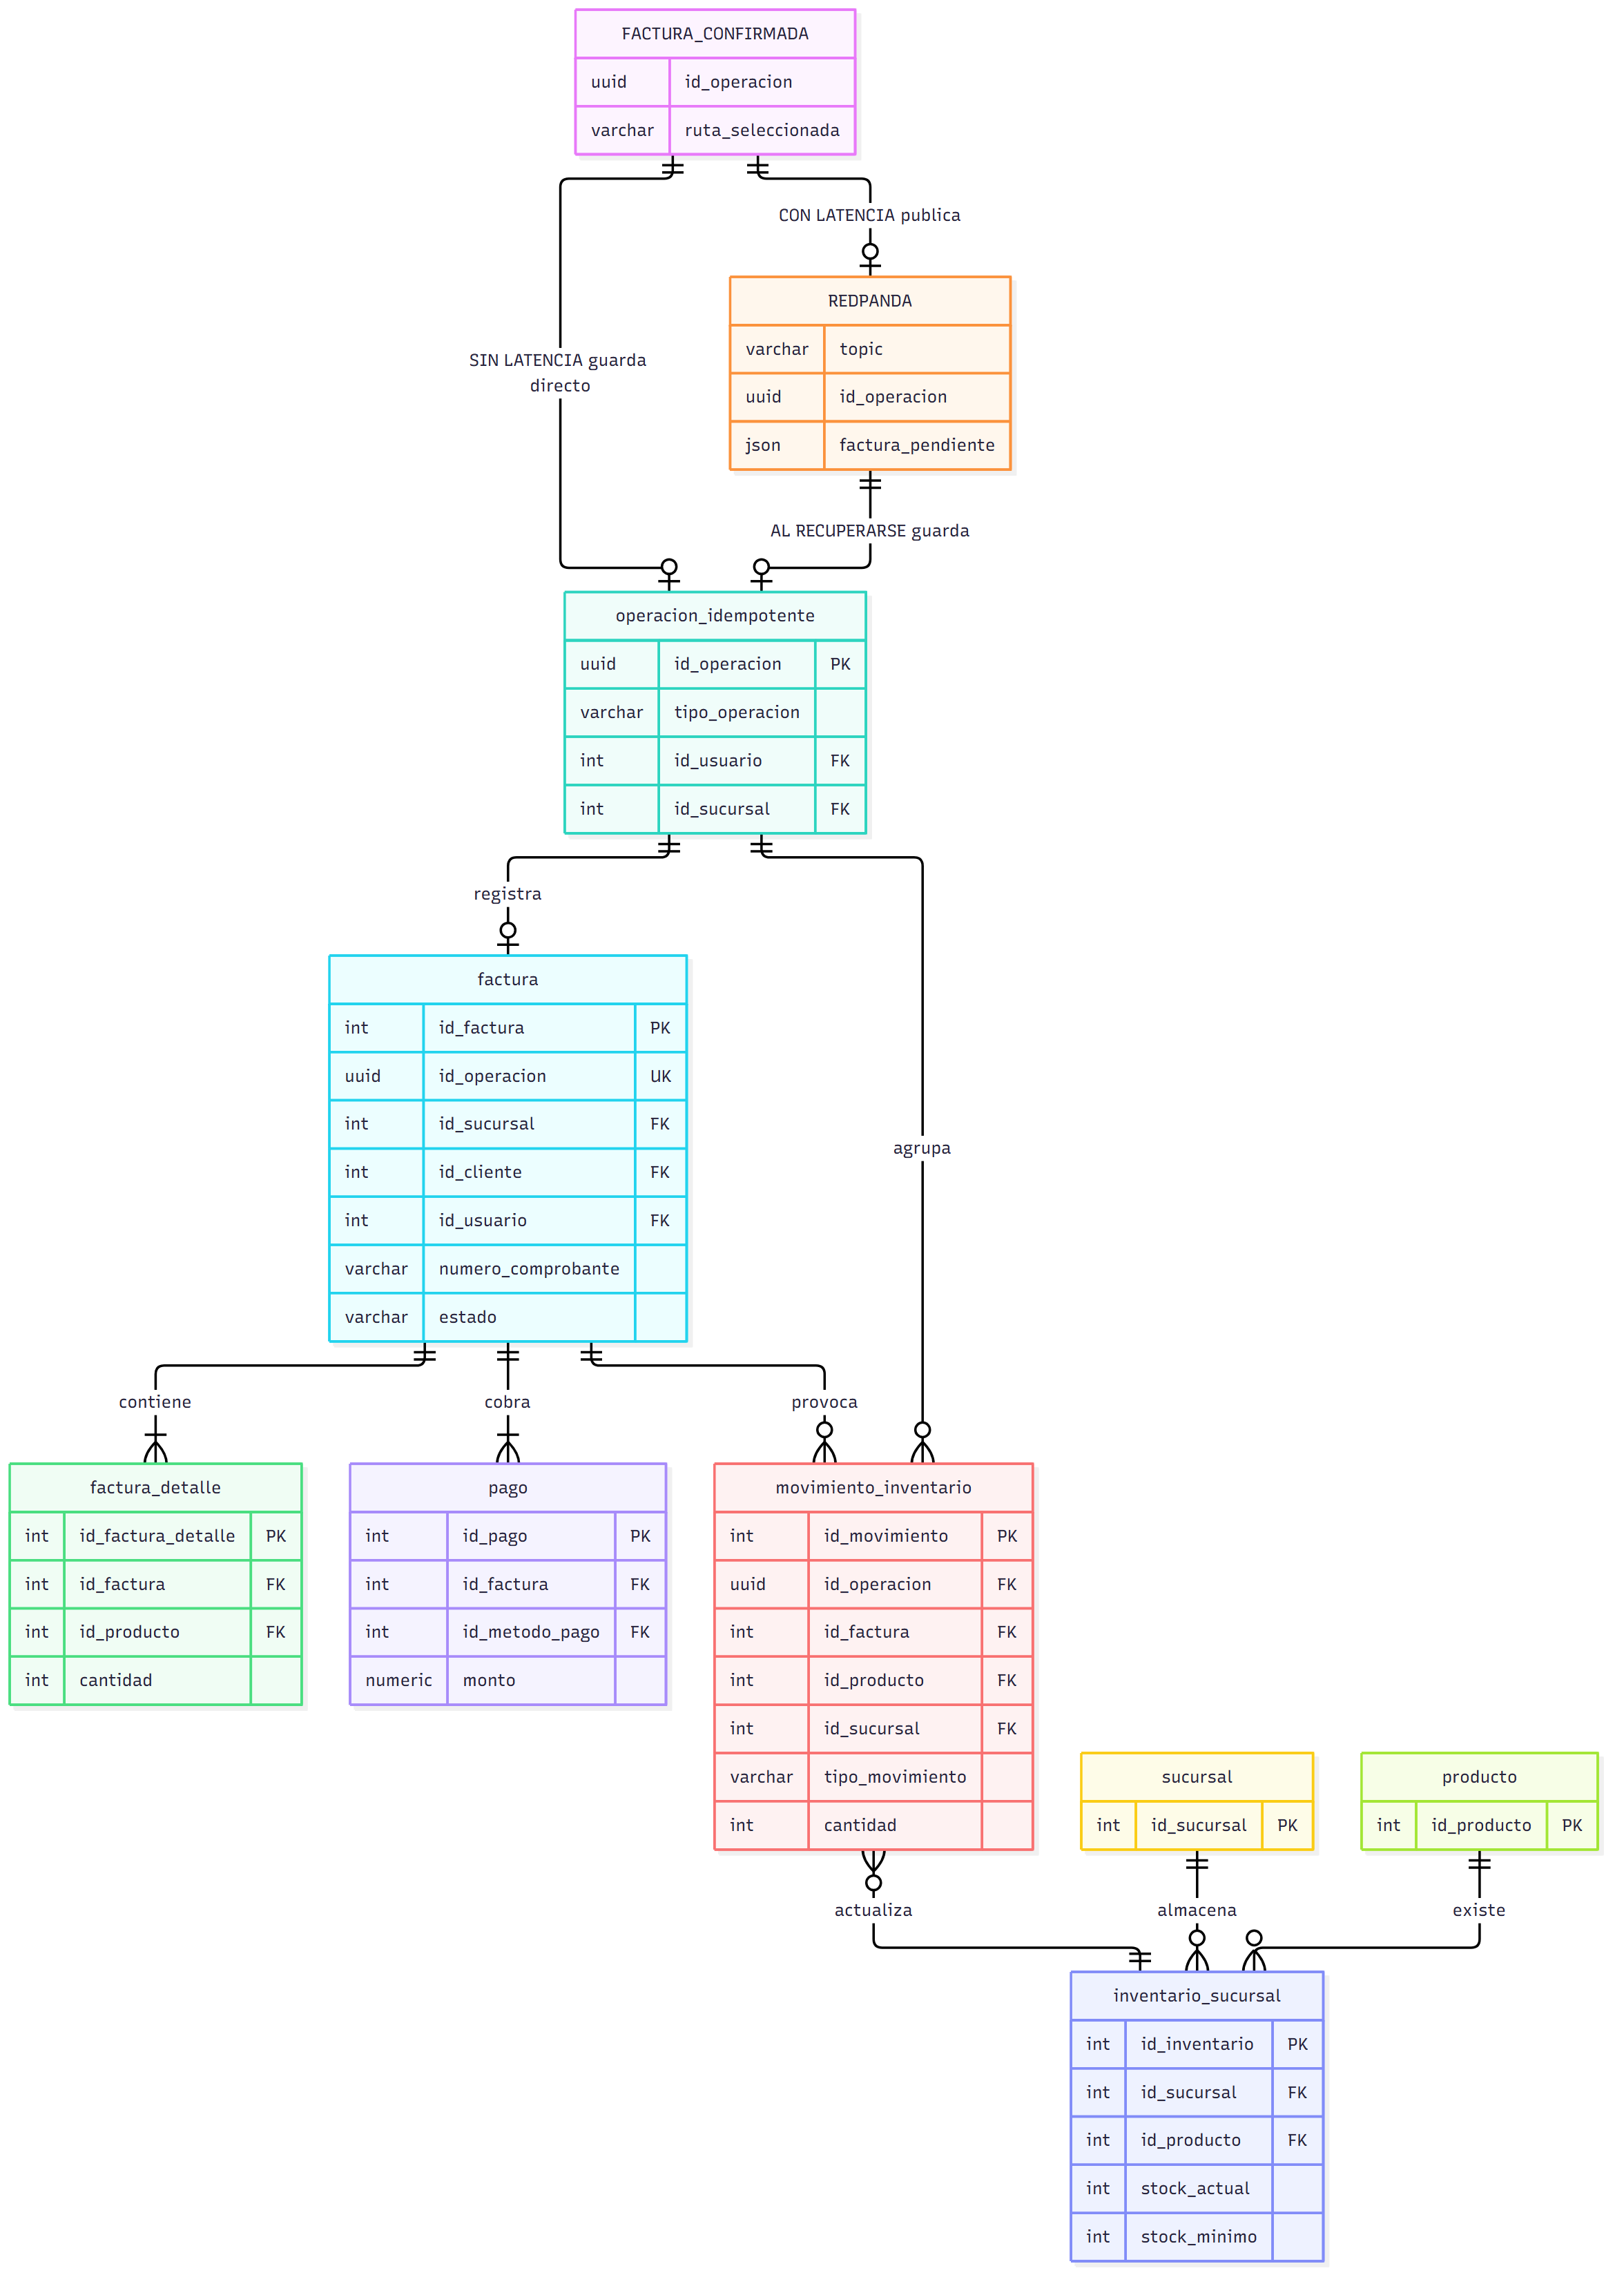 FACTURA_CONFIRMADA
uuid id_operacion
varchar ruta_seleccionada
CON LATENCIA publica
REDPANDA
varchar topic
uuid id_operacion
json factura_pendiente
SIN LATENCIA guarda
directo
AL RECUPERARSE guarda
operacion_idempotente
uuid id_operacion PK
varchar tipo_operacion
int id_usuario FK
int id_sucursal FK
registra
factura
int id_factura PK
uuid id_operacion UK
int id_sucursal FK
int id_cliente FK
int id_usuario FK
varchar numero_comprobante
varchar estado
agrupa
contiene
cobra
provoca
factura_detalle
int id_factura_detalle PK
int id_factura FK
int id_producto FK
int cantidad
pago
int id_pago PK
int id_factura FK
int id_metodo_pago FK
numeric monto
movimiento_inventario
int id_movimiento PK
uuid id_operacion FK
int id_factura FK
int id_producto FK
int id_sucursal FK
varchar tipo_movimiento
int cantidad
sucursal
int id_sucursal PK
producto
int id_producto PK
actualiza
almacena
existe
inventario_sucursal
int id_inventario PK
int id_sucursal FK
int id_producto FK
int stock_actual
int stock_minimo